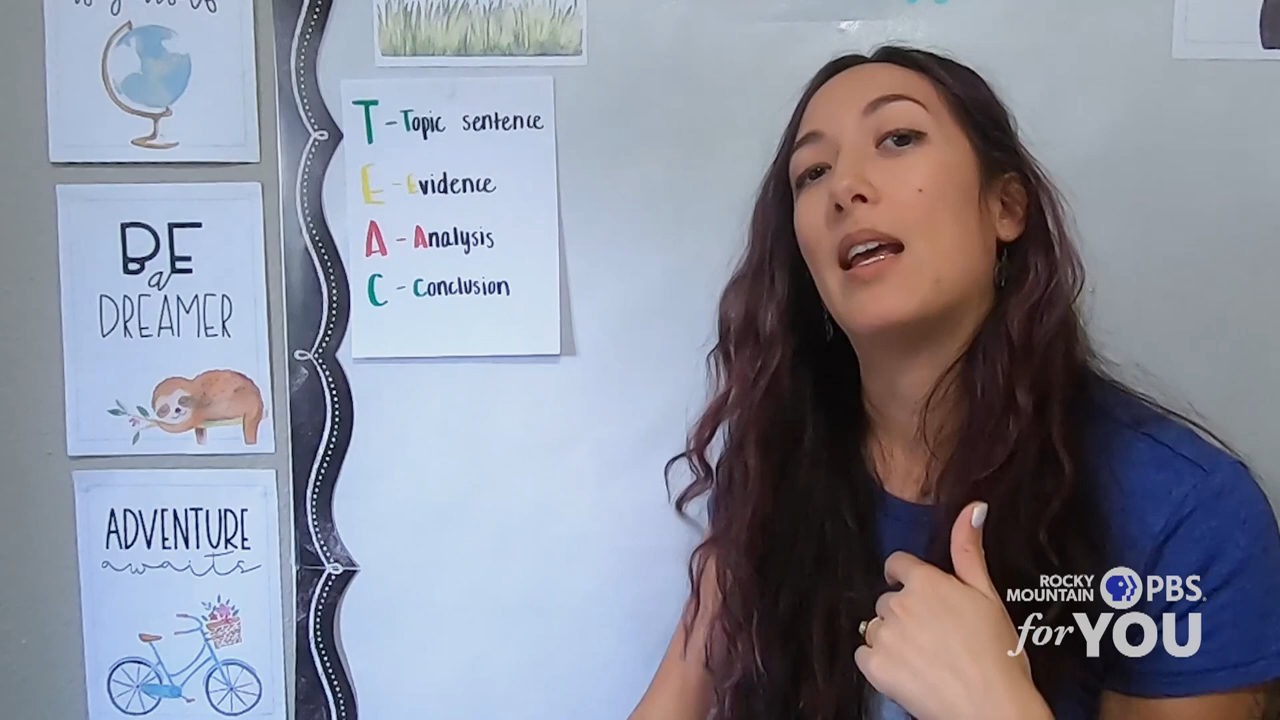 BE
a
DREAMER
ADVENTURE
awaits
T - Topic sentence
E - Evidence
A - Analysis
C - Conclusion
ROCKY
MOUNTAIN PBS
for YOU